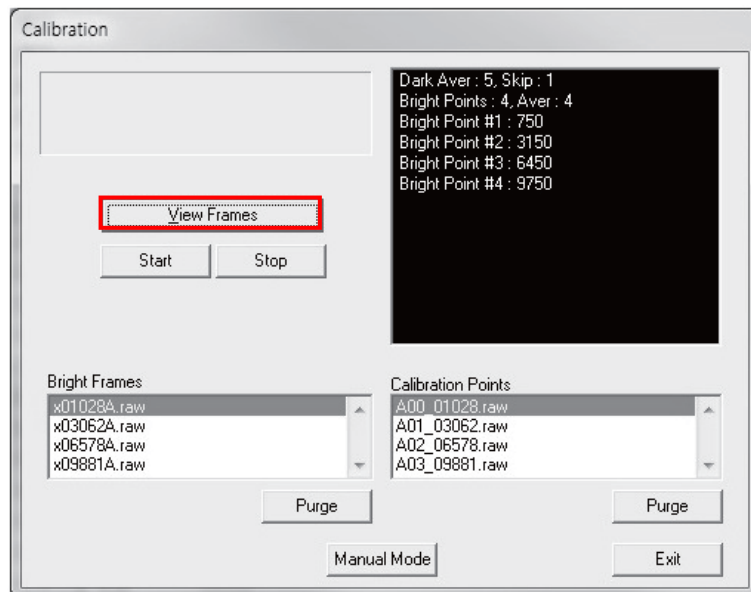 Calibration
Dark Aver : 5, Skip : 1
Bright Points : 4, Aver : 4
Bright Point #1 : 750
Bright Point #2 : 3150
Bright Point #3 : 6450
Bright Point #4 : 9750
View Frames
Start
Stop
Bright Frames
x01028A.raw
x03062A.raw
x06578A.raw
x09881A.raw
Purge
Calibration Points
A00_01028.raw
A01_03062.raw
A02_06578.raw
A03_09881.raw
Purge
Manual Mode
Exit